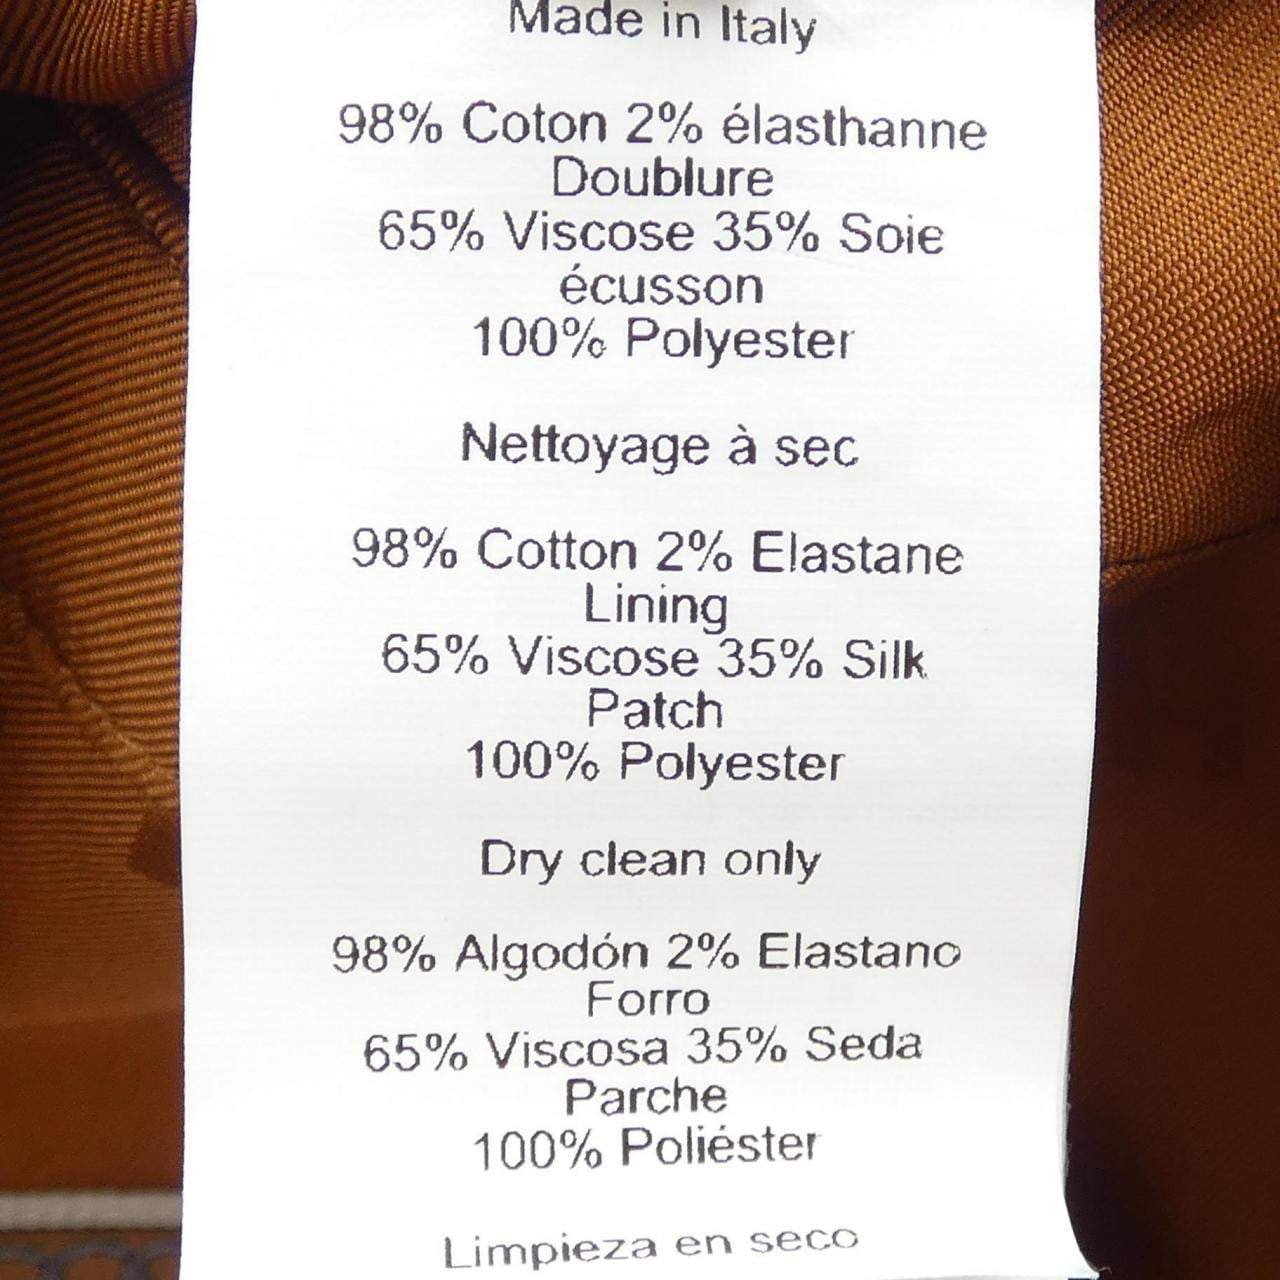 Made in Italy
98% Coton 2% élasthanne
Doublure
65% Viscose 35% Soie
écusson
100% Polyester
Nettoyage à sec
98% Cotton 2% Elastane
Lining
65% Viscose 35% Silk
Patch
100% Polyester
Dry clean only
98% Algodón 2% Elastano
Forro
65% Viscosa 35% Seda
Parche
100% Poliéster
Limpieza en seco